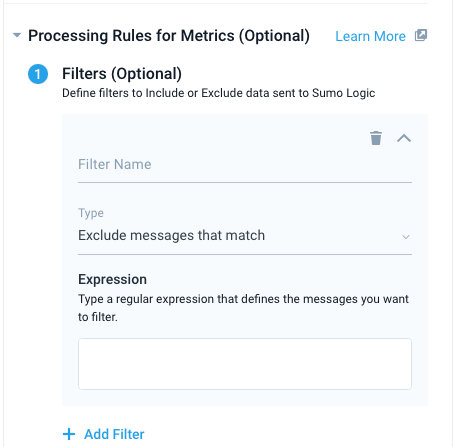 Processing Rules for Metrics (Optional) Learn More
1 Filters (Optional)
Define filters to Include or Exclude data sent to Sumo Logic
Filter Name
Type
Exclude messages that match
Expression
Type a regular expression that defines the messages you want
to filter.
+ Add Filter